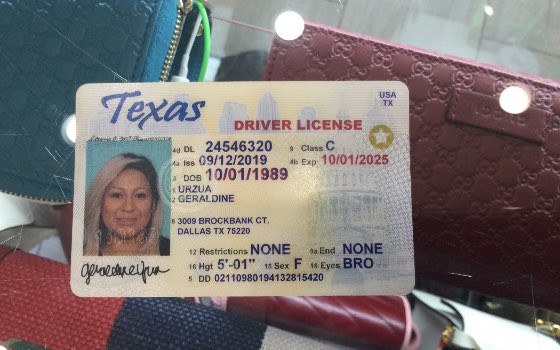 Texas
USA
TX
DRIVER LICENSE
4d DL 24546320 9 Class C
4a Iss 09/12/2019 4b Exp 10/01/2025
3 DOB 10/01/1989
1 URZUA
2 GERALDINE
8 3009 BROCKBANK CT.
DALLAS TX 75220
12 Restrictions NONE 9a End NONE
16 Hgt 5'-01" 15 Sex F 18 Eyes BRO
5 DD 02110980194132815420